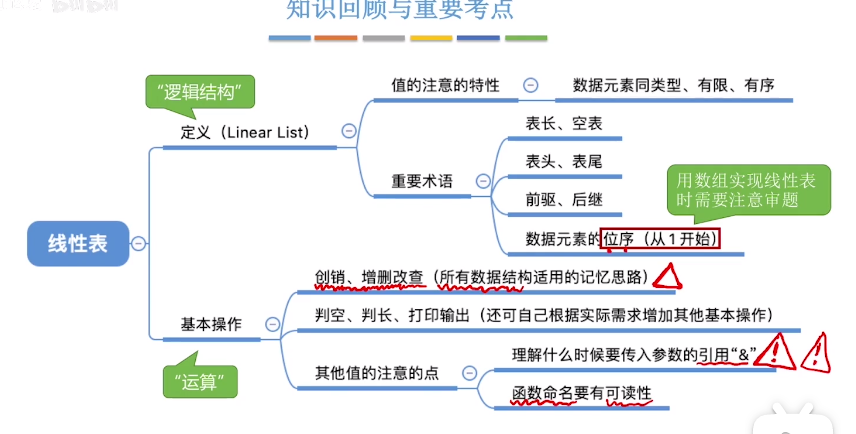 知识回顾与重要考点
“逻辑结构”
值的注意的特性
数据元素同类型、有限、有序
定义（Linear List）
表长、空表
表头、表尾
重要术语
用数组实现线性表
时需要注意审题
前驱、后继
数据元素的位序（从1开始）
线性表
创销、增删改查（所有数据结构适用的记忆思路）
基本操作
判空、判长、打印输出（还可自己根据实际需求增加其他基本操作）
理解什么时候要传入参数的引用“&”
其他值的注意的点
“运算”
函数命名要有可读性